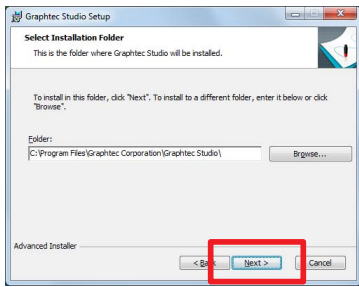 Graphtec Studio Setup
Select Installation Folder
This is the folder where Graphtec Studio will be installed.
To install in this folder, click "Next". To install to a different folder, enter it below or click
"Browse".
Folder:
C:\Program Files\Graphtec Corporation\Graphtec Studio\
Browse...
Advanced Installer
< Back
Next >
Cancel